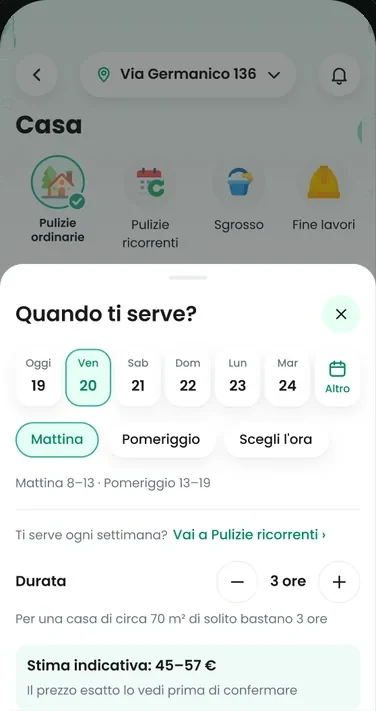 Via Germanico 136
Casa
Pulizie
ordinarie
Pulizie
ricorrenti
Sgrosso
Fine lavori
Quando ti serve?
Oggi
19
Ven
20
Sab
21
Dom
22
Lun
23
Mar
24
Altro
Mattina
Pomeriggio
Scegli l'ora
Mattina 8–13 · Pomeriggio 13–19
Ti serve ogni settimana? Vai a Pulizie ricorrenti ›
Durata
3 ore
Per una casa di circa 70 m² di solito bastano 3 ore
Stima indicativa: 45–57 €
Il prezzo esatto lo vedi prima di confermare